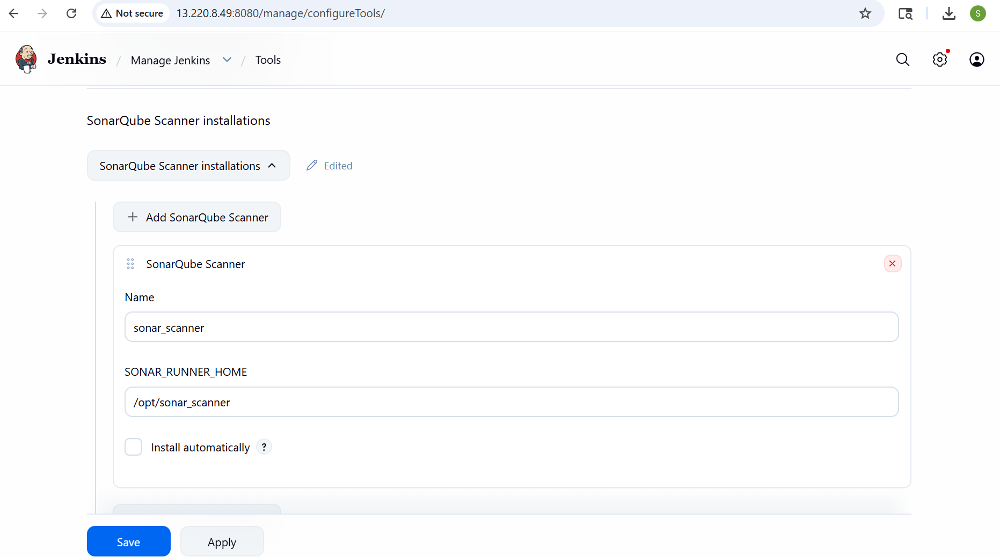 Not secure 13.220.8.49:8080/manage/configureTools/
S
Jenkins / Manage Jenkins / Tools
SonarQube Scanner installations
SonarQube Scanner installations Edited
+ Add SonarQube Scanner
SonarQube Scanner
Name
sonar_scanner
SONAR_RUNNER_HOME
/opt/sonar_scanner
Install automatically ?
Save Apply